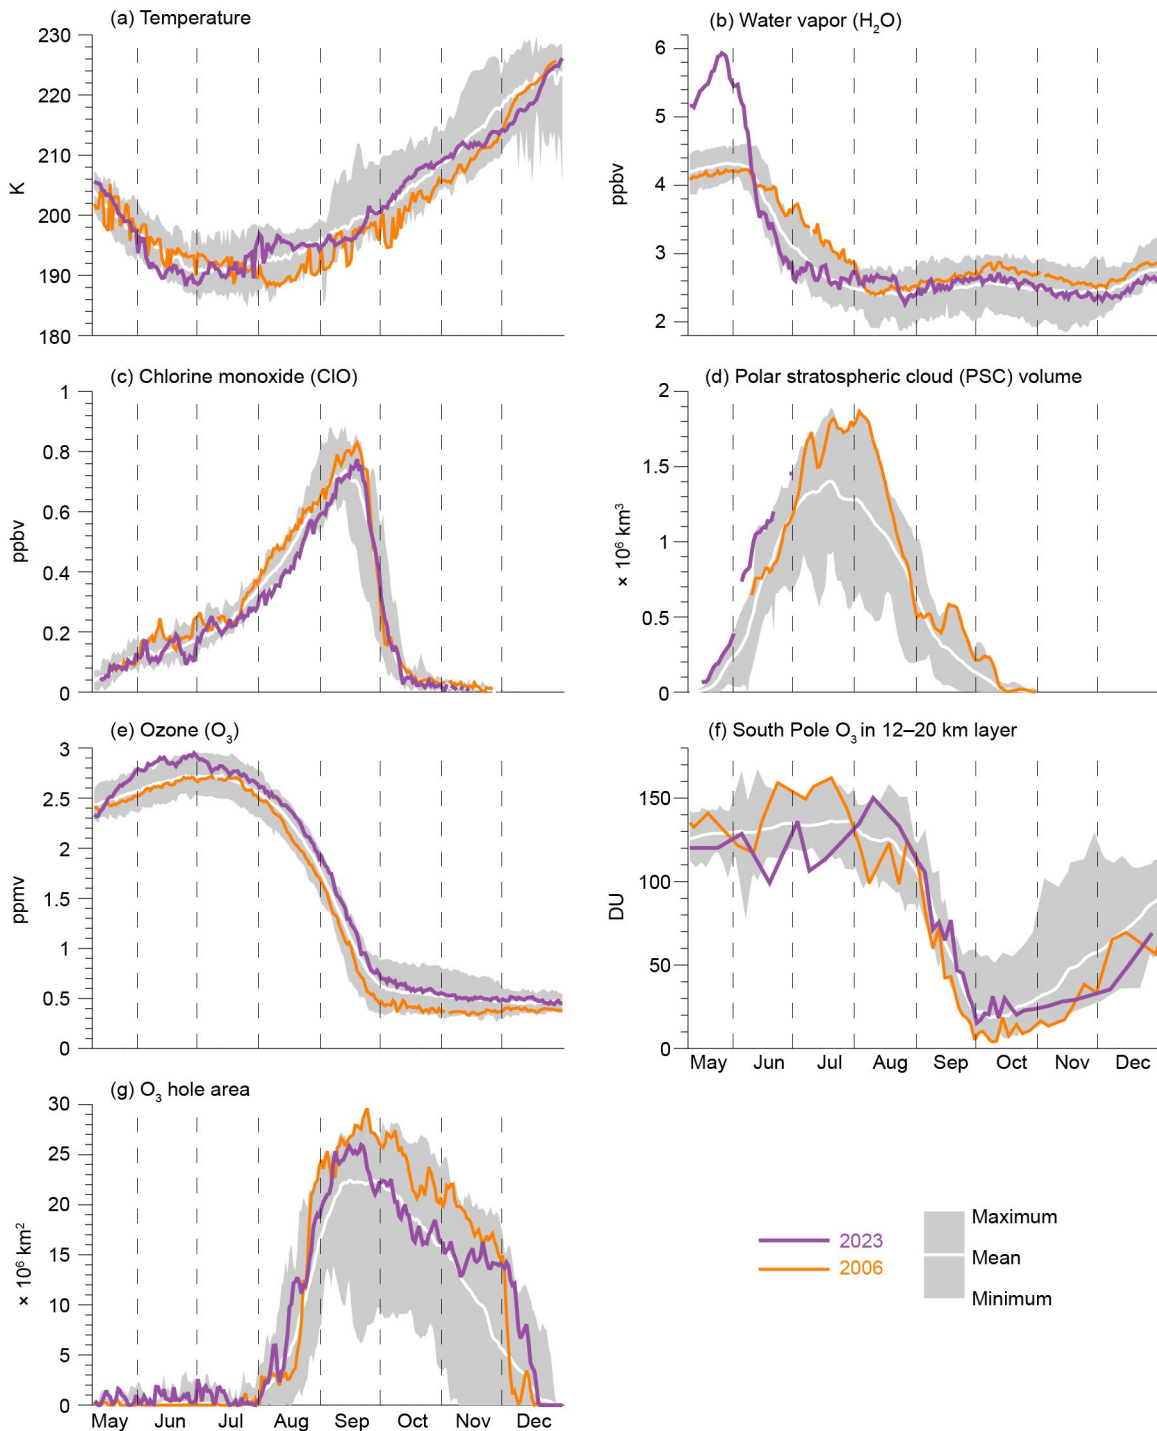 (a) Temperature
230
220
210
200
190
180
K
(b) Water vapor (H₂O)
6
5
4
3
2
ppbv
(c) Chlorine monoxide (ClO)
1
0.8
0.6
0.4
0.2
0
ppbv
(d) Polar stratospheric cloud (PSC) volume
2
1.5
1
0.5
0
× 10⁶ km³
(e) Ozone (O₃)
3
2.5
2
1.5
1
0.5
0
ppmv
(f) South Pole O₃ in 12–20 km layer
150
100
50
0
DU
May Jun Jul Aug Sep Oct Nov Dec
(g) O₃ hole area
30
25
20
15
10
5
0
× 10⁶ km²
May Jun Jul Aug Sep Oct Nov Dec
2023
2006
Maximum
Mean
Minimum